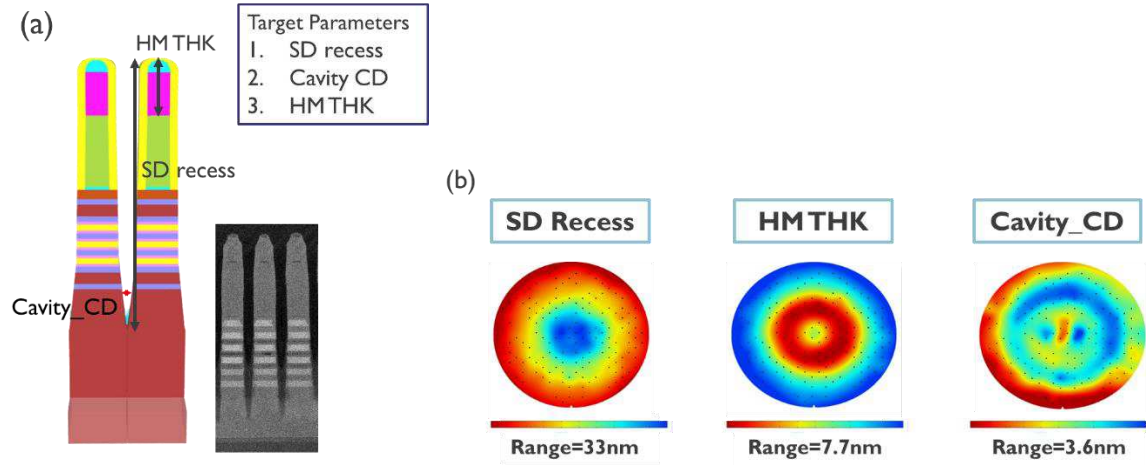 (a)
HM THK
SD recess
Cavity_CD
Target Parameters
1. SD recess
2. Cavity CD
3. HM THK
(b)
SD Recess
HM THK
Cavity_CD
Range=33nm
Range=7.7nm
Range=3.6nm